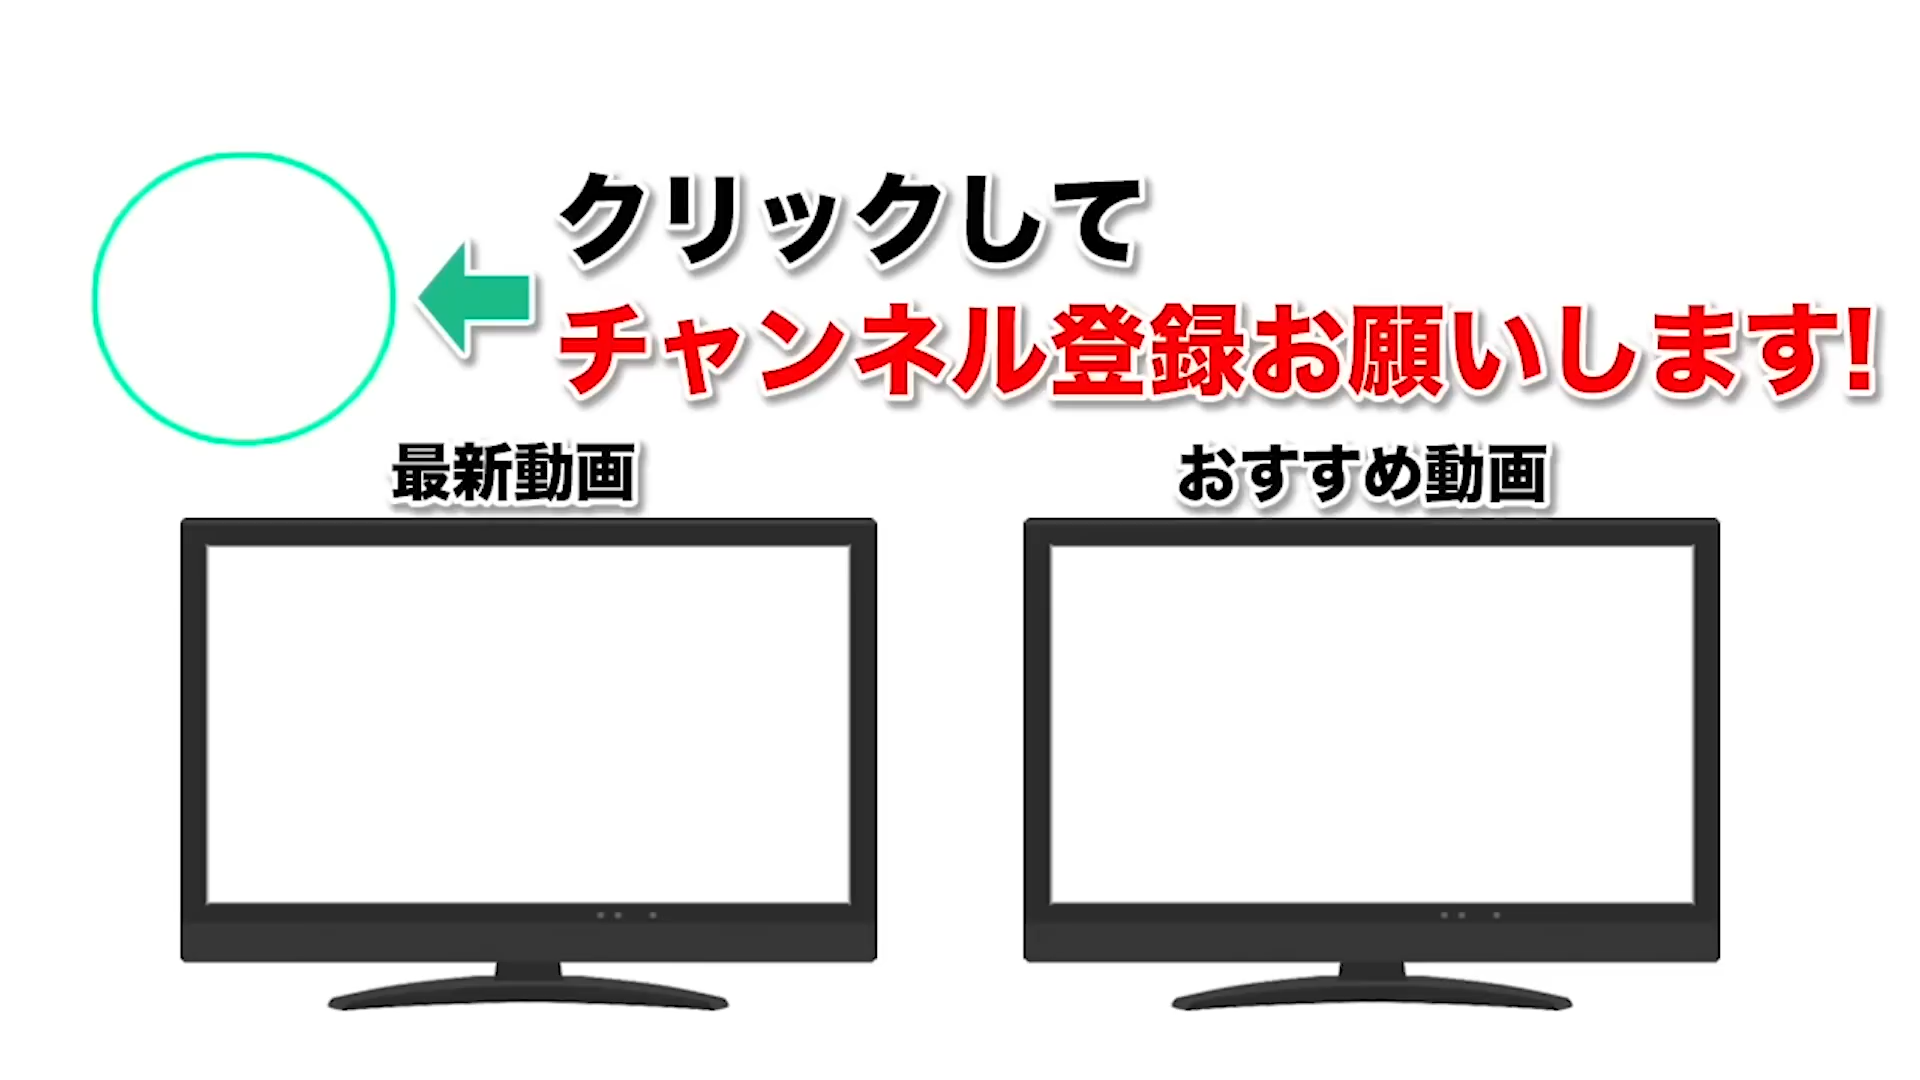 クリックして
チャンネル登録お願いします!
最新動画
おすすめ動画